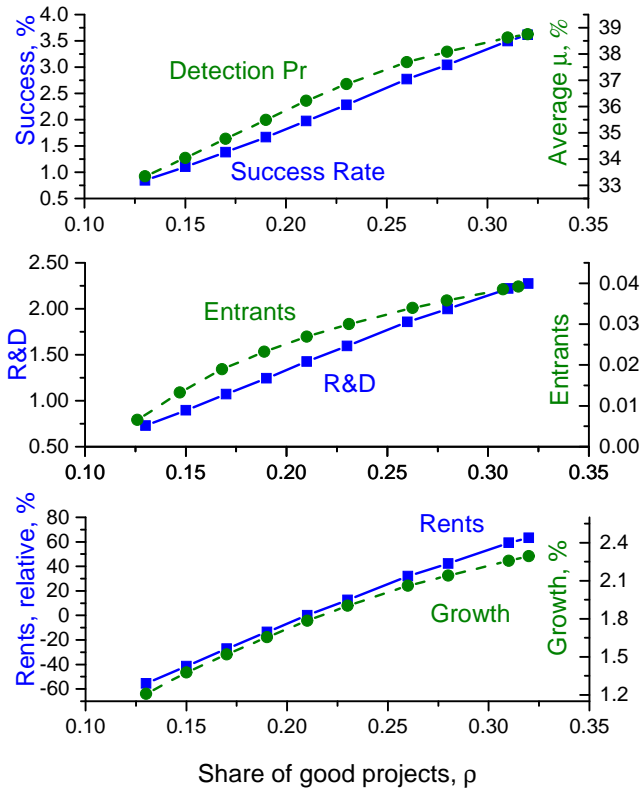 4.0
3.5
3.0
2.5
2.0
1.5
1.0
0.5
Success, %
Detection Pr
Success Rate
39
38
37
36
35
34
33
Average μ, %
0.10 0.15 0.20 0.25 0.30 0.35
2.50
2.00
1.50
1.00
0.50
R&D
Entrants
R&D
0.04
0.03
0.02
0.01
0.00
Entrants
0.10 0.15 0.20 0.25 0.30 0.35
80
60
40
20
0
-20
-40
-60
Rents, relative, %
Rents
Growth
2.4
2.1
1.8
1.5
1.2
Growth, %
0.10 0.15 0.20 0.25 0.30 0.35
Share of good projects, ρ